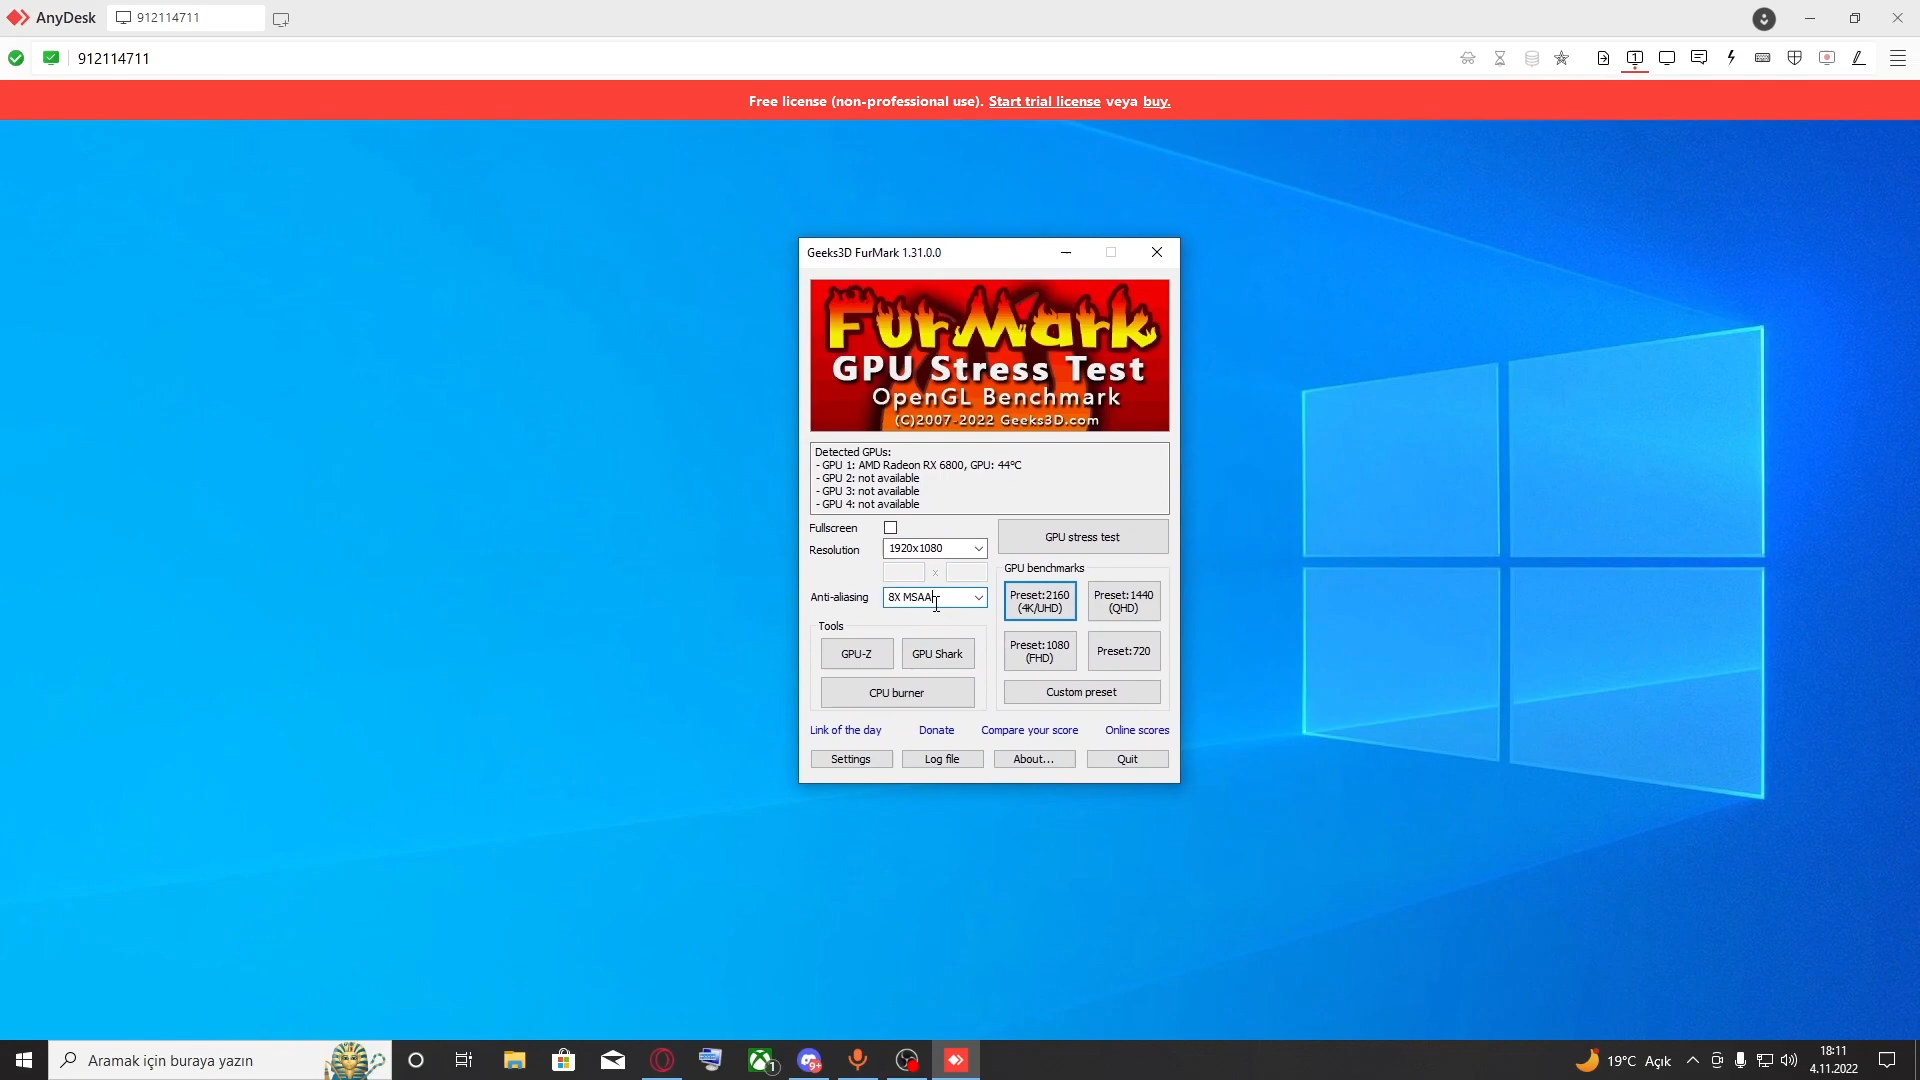 AnyDesk
912114711
912114711
1
Free license (non-professional use). Start trial license veya buy.
Geeks3D FurMark 1.31.0.0
FurMark
GPU Stress Test
OpenGL Benchmark
(C)2007-2022 Geeks3D.com
Detected GPUs:
- GPU 1: AMD Radeon RX 6800, GPU: 44°C
- GPU 2: not available
- GPU 3: not available
- GPU 4: not available
Fullscreen
GPU stress test
Resolution
1920x1080
x
GPU benchmarks
Anti-aliasing
8X MSAA
Preset:2160
(4K/UHD)
Preset:1440
(QHD)
Tools
GPU-Z
GPU Shark
Preset:1080
(FHD)
Preset:720
CPU burner
Custom preset
Link of the day
Donate
Compare your score
Online scores
Settings
Log file
About...
Quit
Aramak için buraya yazın
1
9+
19°C Açık
18:11
4.11.2022